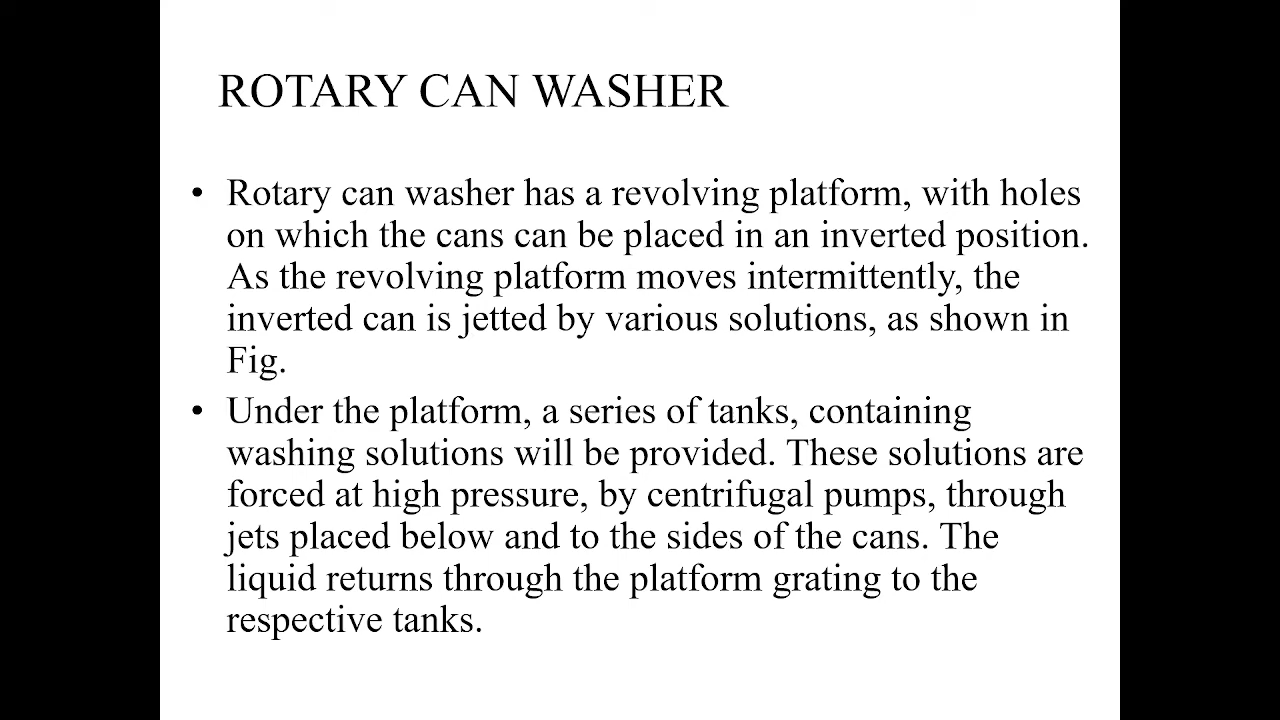 ROTARY CAN WASHER
• Rotary can washer has a revolving platform, with holes
on which the cans can be placed in an inverted position.
As the revolving platform moves intermittently, the
inverted can is jetted by various solutions, as shown in
Fig.
• Under the platform, a series of tanks, containing
washing solutions will be provided. These solutions are
forced at high pressure, by centrifugal pumps, through
jets placed below and to the sides of the cans. The
liquid returns through the platform grating to the
respective tanks.